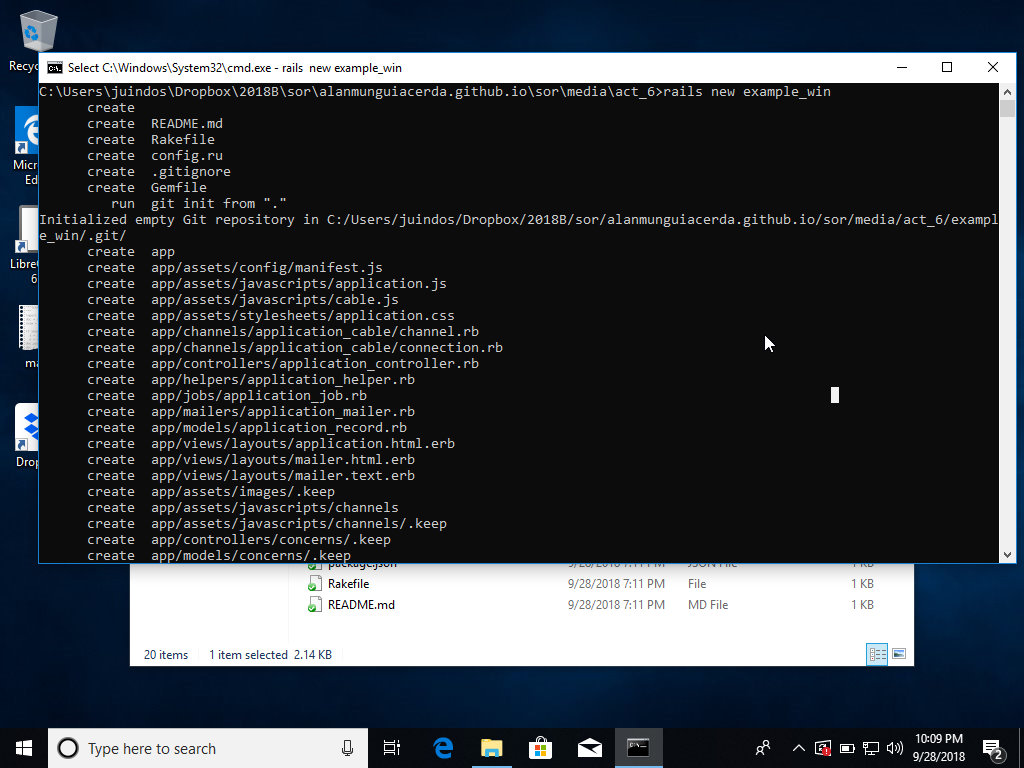 Recyc
Select C:\Windows\System32\cmd.exe - rails new example_win
C:\Users\juindos\Dropbox\2018B\sor\alanmunguiacerda.github.io\sor\media\act_6>rails new example_win
create
create README.md
create Rakefile
create config.ru
create .gitignore
create Gemfile
run git init from "."
Initialized empty Git repository in C:/Users/juindos/Dropbox/2018B/sor/alanmunguiacerda.github.io/sor/media/act_6/exampl
e_win/.git/
create app
create app/assets/config/manifest.js
create app/assets/javascripts/application.js
create app/assets/javascripts/cable.js
create app/assets/stylesheets/application.css
create app/channels/application_cable/channel.rb
create app/channels/application_cable/connection.rb
create app/controllers/application_controller.rb
create app/helpers/application_helper.rb
create app/jobs/application_job.rb
create app/mailers/application_mailer.rb
create app/models/application_record.rb
create app/views/layouts/application.html.erb
create app/views/layouts/mailer.html.erb
create app/views/layouts/mailer.text.erb
create app/assets/images/.keep
create app/assets/javascripts/channels
create app/assets/javascripts/channels/.keep
create app/controllers/concerns/.keep
create app/models/concerns/.keep
Micr
Ed
Libre
6
ma
Drop
package.json 9/28/2018 7:11 PM JSON File 1 KB
Rakefile 9/28/2018 7:11 PM File 1 KB
README.md 9/28/2018 7:11 PM MD File 1 KB
20 items 1 item selected 2.14 KB
Type here to search
10:09 PM
9/28/2018
2